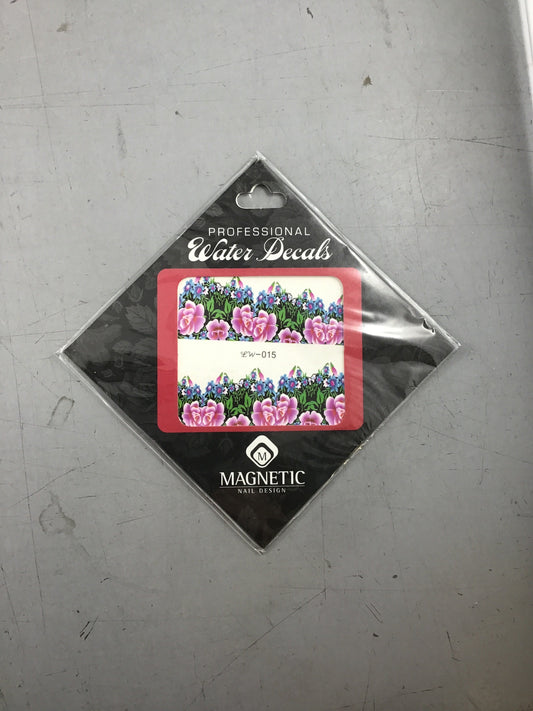 PROFESSIONAL
Water Decals
LW-015
M
MAGNETIC
NAIL DESIGN